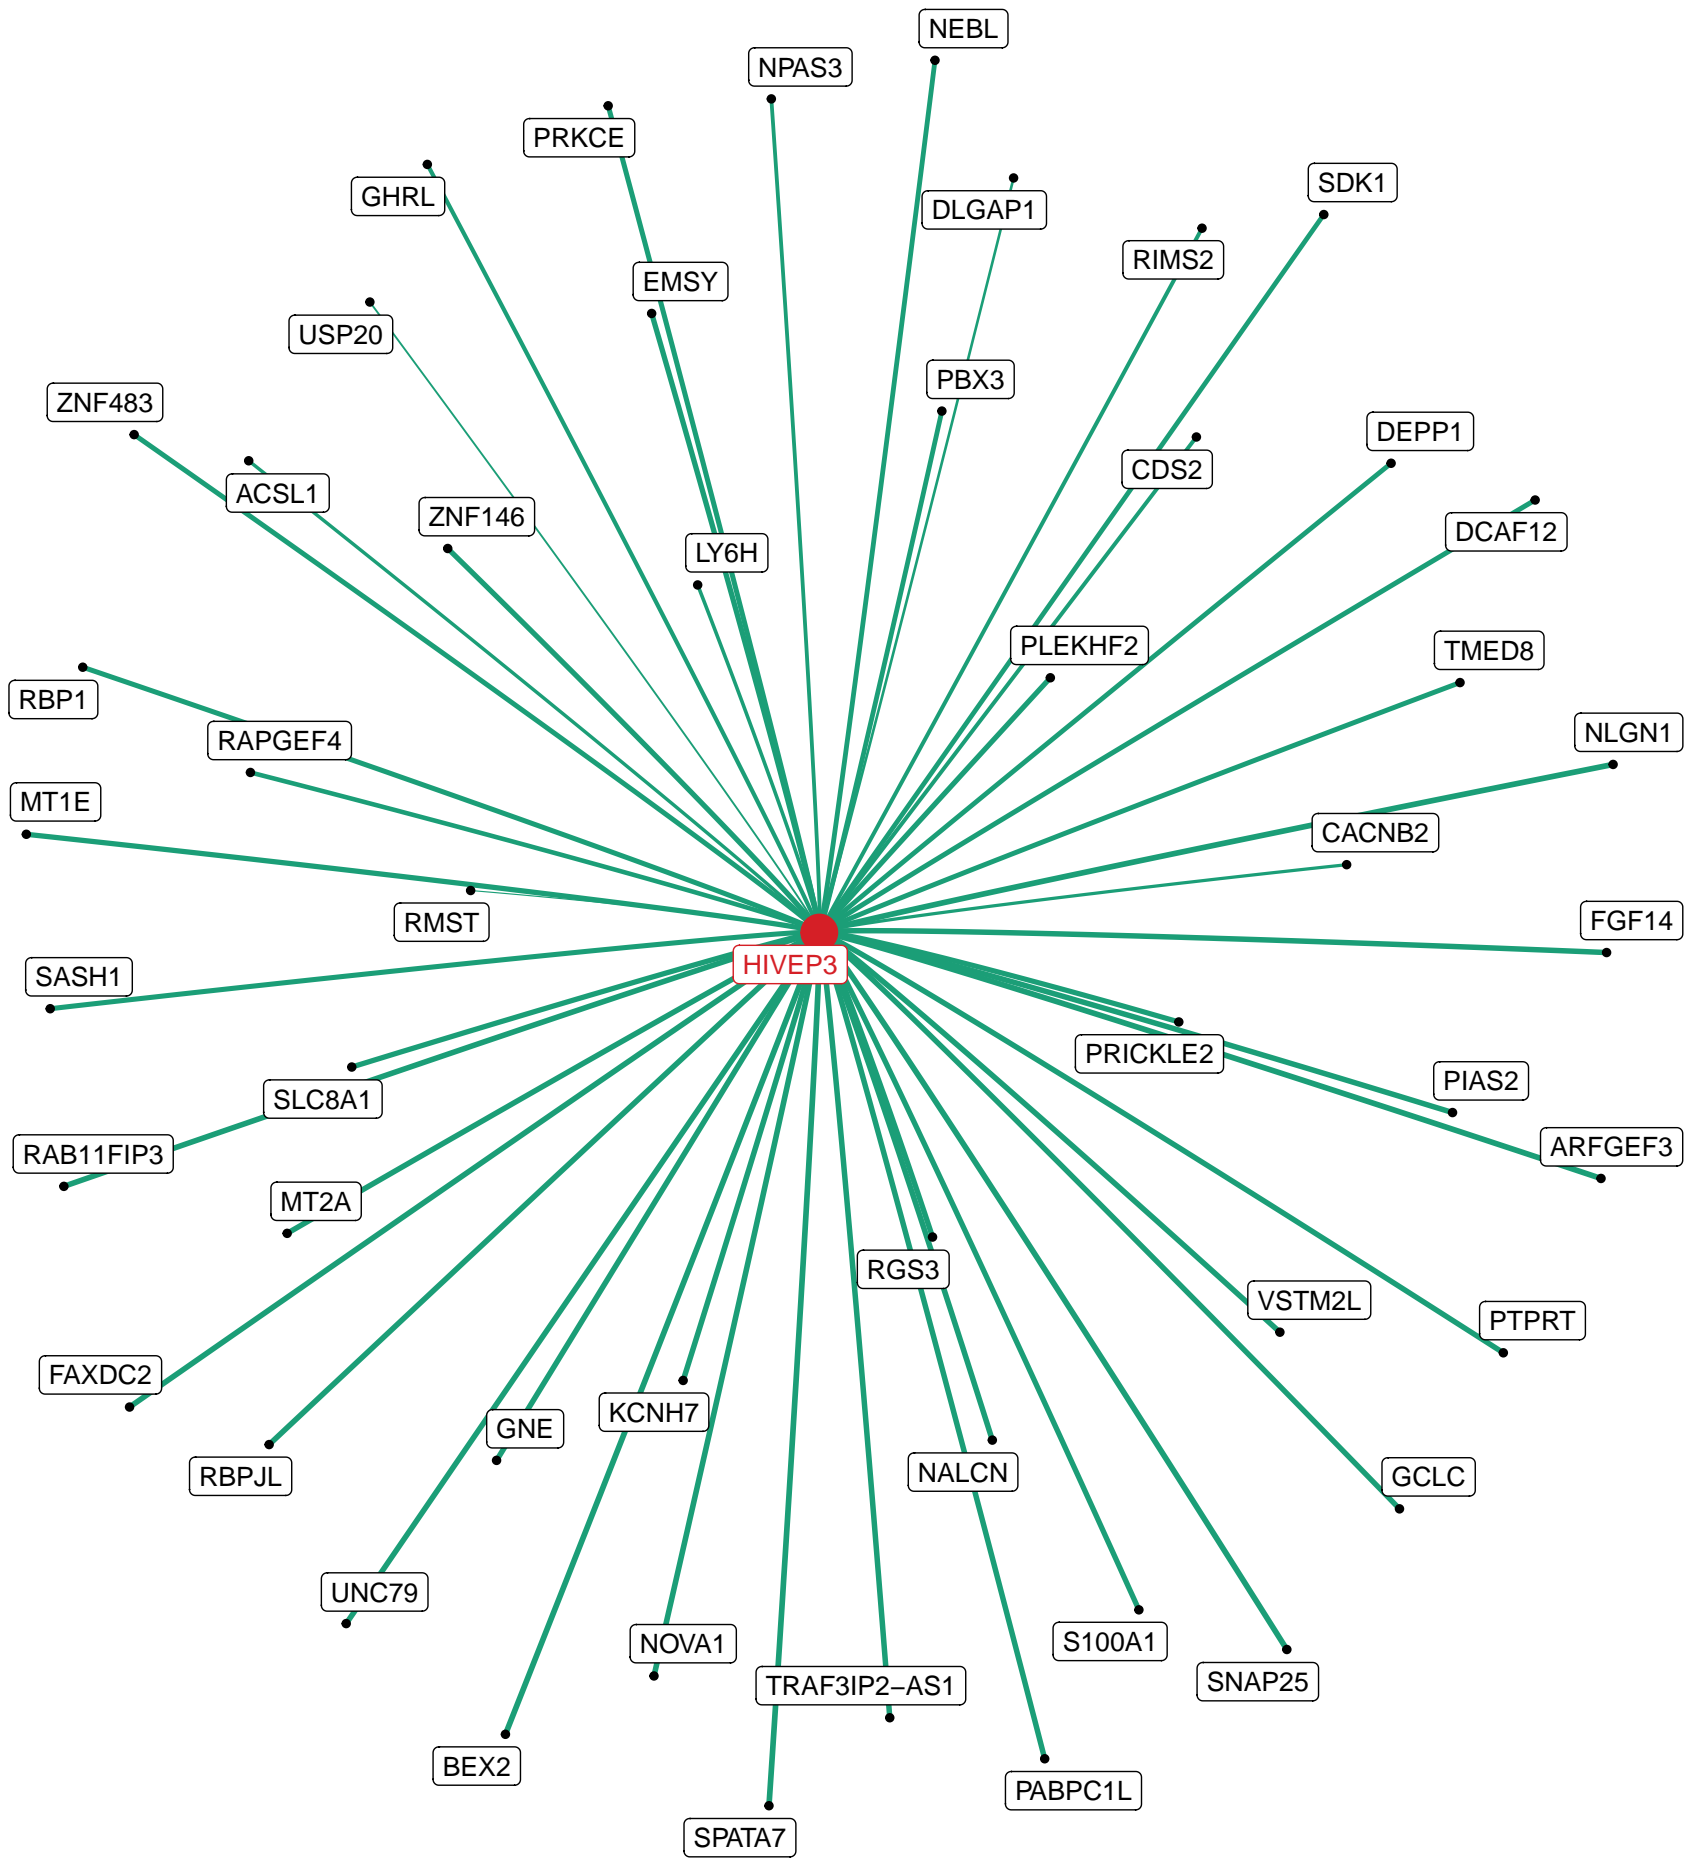 NEBL
NPAS3
PRKCE
SDK1
GHRL
DLGAP1
RIMS2
EMSY
USP20
PBX3
ZNF483
DEPP1
CDS2
ACSL1
ZNF146
DCAF12
LY6H
PLEKHF2
TMED8
RBP1
NLGN1
RAPGEF4
MT1E
CACNB2
FGF14
RMST
HIVEP3
SASH1
PRICKLE2
PIAS2
SLC8A1
ARFGEF3
RAB11FIP3
MT2A
RGS3
VSTM2L
PTPRT
FAXDC2
KCNH7
GNE
NALCN
RBPJL
GCLC
UNC79
S100A1
NOVA1
SNAP25
TRAF3IP2−AS1
BEX2
PABPC1L
SPATA7